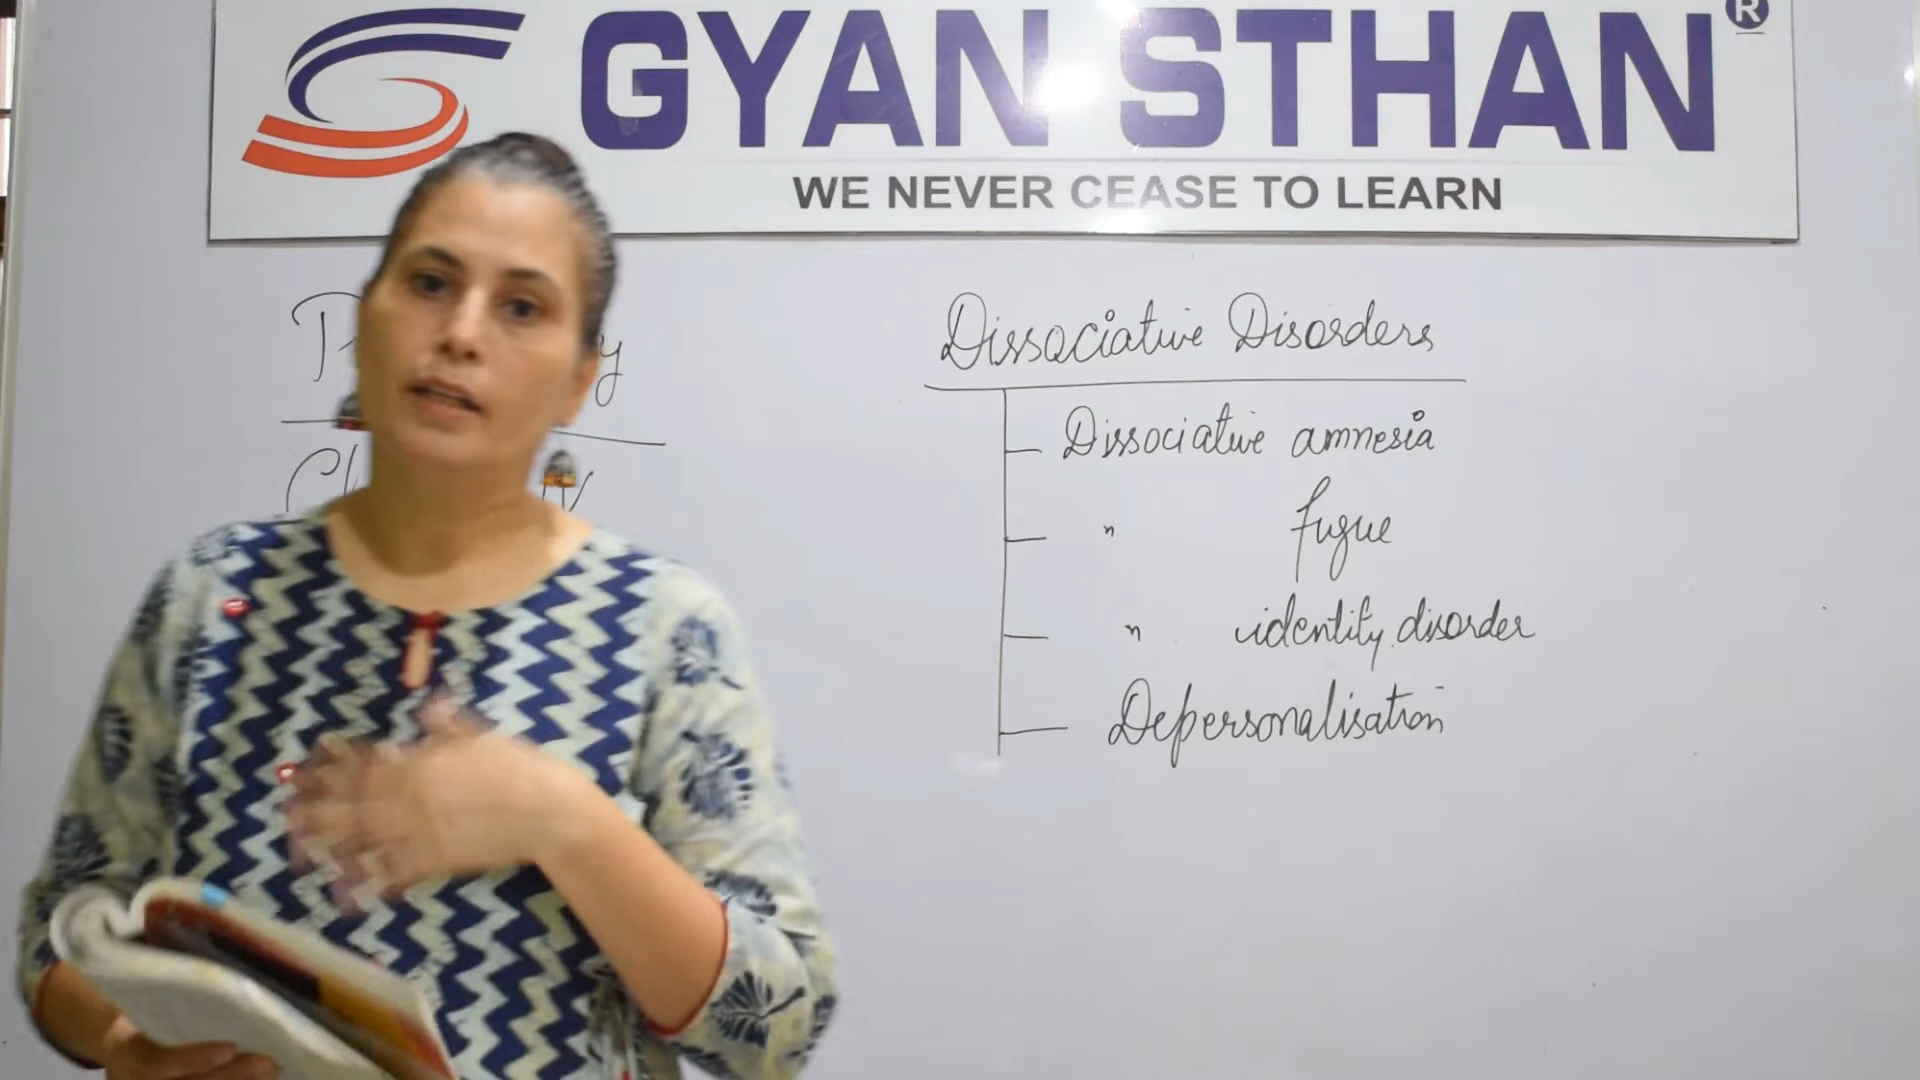 GYAN STHAN ®
WE NEVER CEASE TO LEARN
Dissociative Disorders
Dissociative amnesia
" fugue
" identity disorder
Depersonalisation